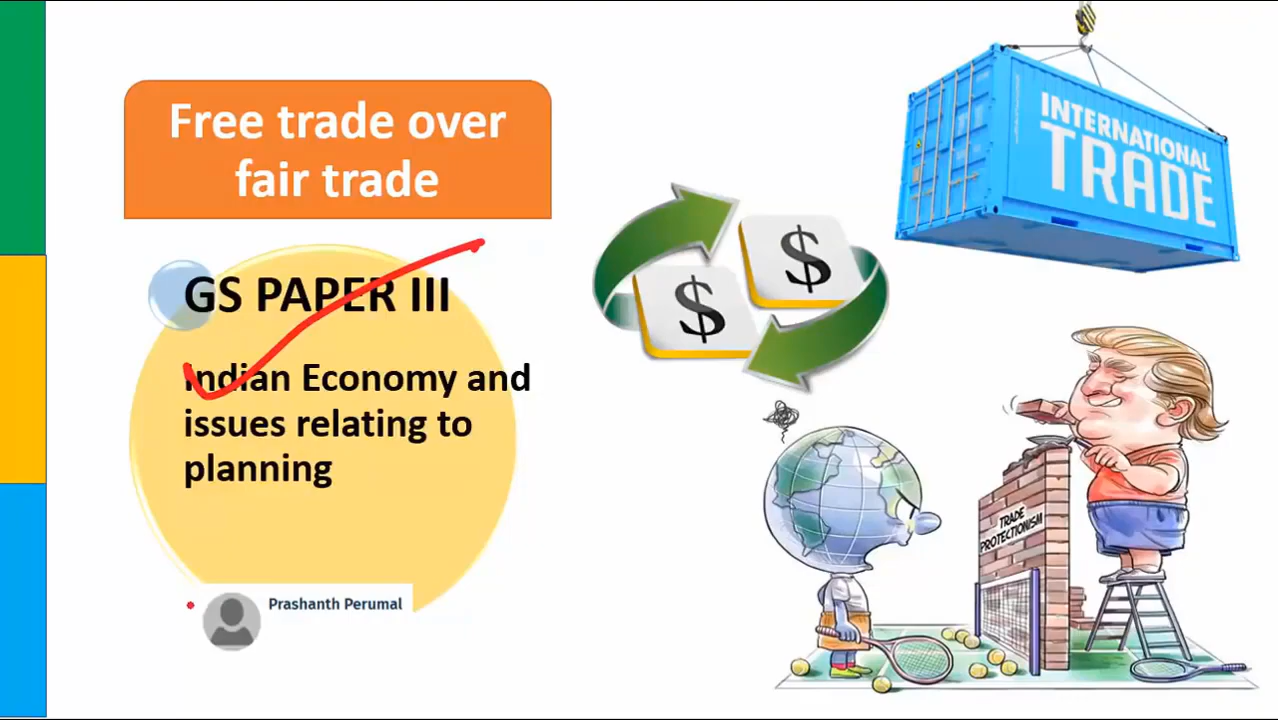 Free trade over
fair trade
GS PAPER III
Indian Economy and
issues relating to
planning
Prashanth Perumal
INTERNATIONAL
TRADE
$
$
TRADE
PROTECTIONISM